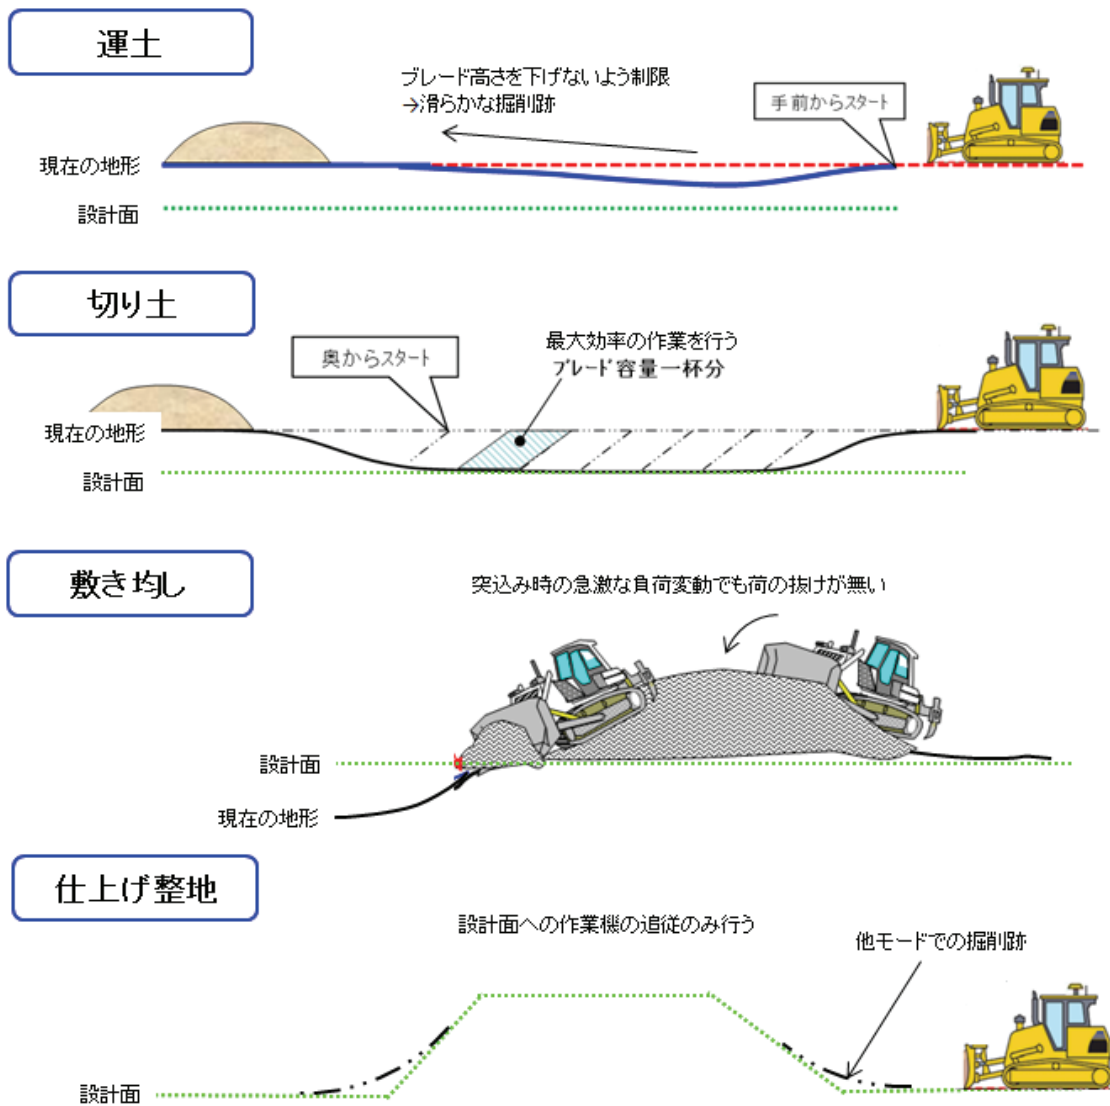 運土
ブレード高さを下げないよう制限
→滑らかな掘削跡
手前からスタート
現在の地形
設計面
切り土
奥からスタート
最大効率の作業を行う
ブレード容量一杯分
現在の地形
設計面
敷き均し
突込み時の急激な負荷変動でも荷の抜けが無い
設計面
現在の地形
仕上げ整地
設計面への作業機の追従のみ行う
他モードでの掘削跡
設計面